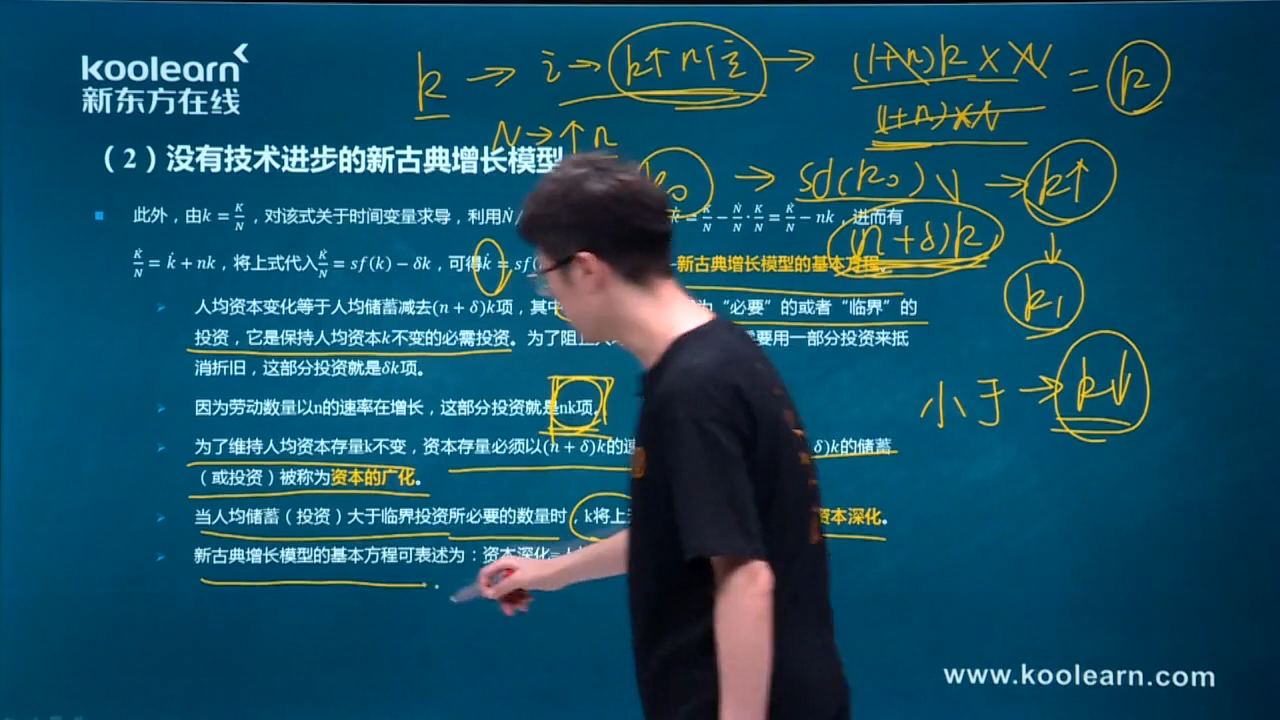 koolearn
新东方在线
k → i → k↑ n↑ i → (1+n)k × N = k
(1+n)×N
N → ↑ n
（2）没有技术进步的新古典增长模型
k₀ → sf(k₀) → k↑
此外，由k = K/N，对该式关于时间变量求导，利用Ṅ/ = K̇/N − Ṅ/N · K/N = K̇/N − nk，进而有
(n+δ)k
K̇/N = k̇ + nk，将上式代入K̇/N = sf(k) − δk，可得k̇ = sf 新古典增长模型的基本方程。
k₁
人均资本变化等于人均储蓄减去(n + δ)k项，其中 “必要”的或者“临界”的
投资，它是保持人均资本k不变的必需投资。为了阻止 要用一部分投资来抵
消折旧，这部分投资就是δk项。
小于 → k↓
因为劳动数量以n的速率在增长，这部分投资就是nk项。
为了维持人均资本存量k不变，资本存量必须以(n + δ)k的速 δ)k的储蓄
（或投资）被称为资本的广化。
当人均储蓄（投资）大于临界投资所必要的数量时，k将上 资本深化。
新古典增长模型的基本方程可表述为：资本深化=
www.koolearn.com